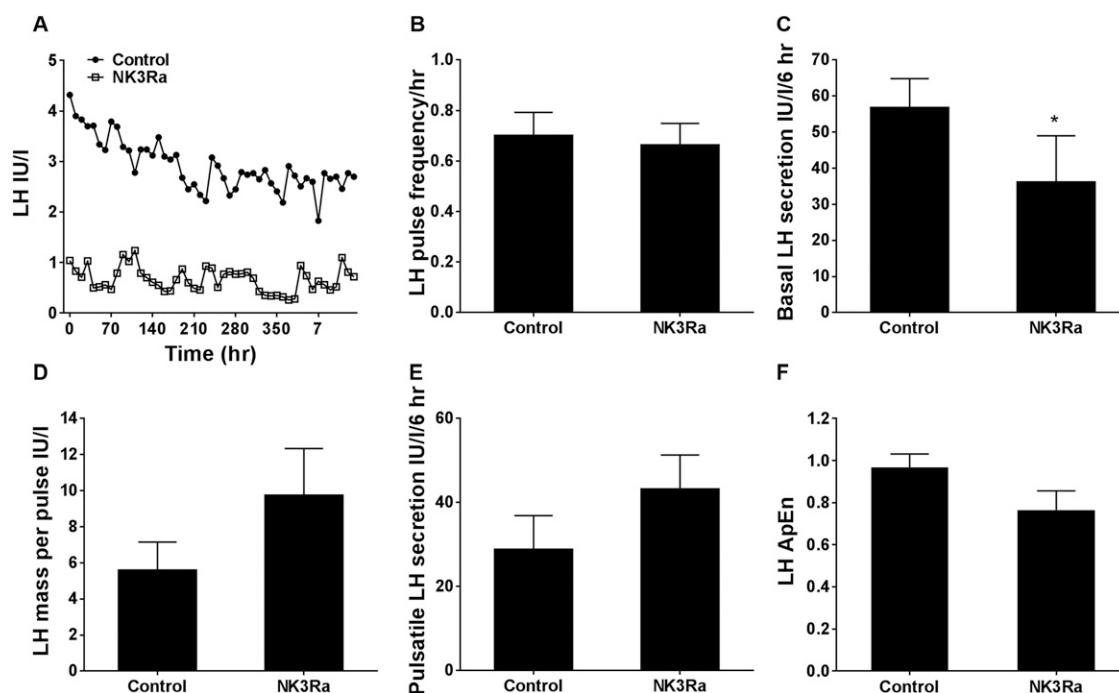 A
Control
NK3Ra
5
4
3
2
1
0
LH IU/l
0 70 140 210 280 350 7
Time (hr)
B
1.0
0.8
0.6
0.4
0.2
0.0
LH pulse frequency/hr
Control NK3Ra
C
70
60
50
40
30
20
10
0
Basal LH secretion IU/l/6 hr
*
Control NK3Ra
D
14
12
10
8
6
4
2
0
LH mass per pulse IU/l
Control NK3Ra
E
60
40
20
0
Pulsatile LH secretion IU/l/6 hr
Control NK3Ra
F
1.2
1.0
0.8
0.6
0.4
0.2
0.0
LH ApEn
Control NK3Ra